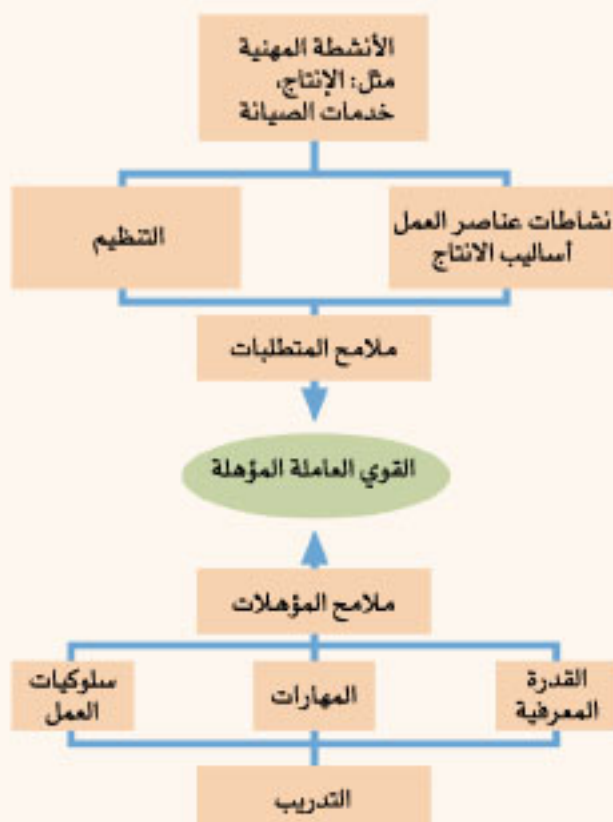 الأنشطة المهنية
مثل: الإنتاج،
خدمات الصيانة
نشاطات عناصر العمل
أساليب الانتاج
التنظيم
ملامح المتطلبات
القوي العاملة المؤهلة
ملامح المؤهلات
القدرة
المعرفية
المهارات
سلوكيات
العمل
التدريب